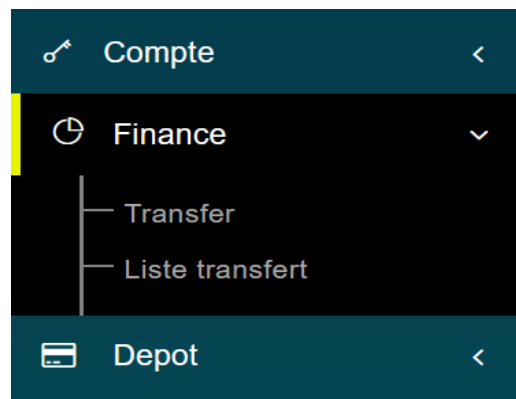 Compte
Finance
Transfer
Liste transfert
Depot